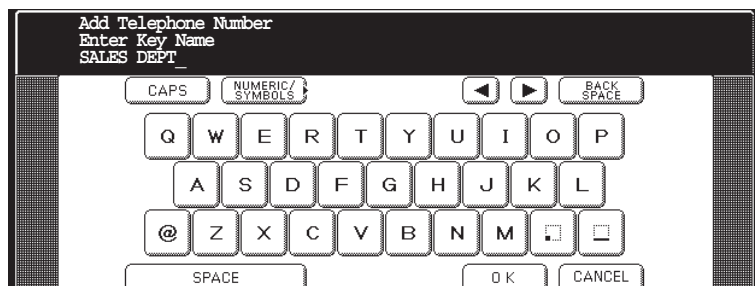 Add Telephone Number
Enter Key Name
SALES DEPT_
CAPS NUMERIC/ SYMBOLS ◀ ▶ BACK SPACE
Q W E R T Y U I O P
A S D F G H J K L
@ Z X C V B N M . _
SPACE OK CANCEL